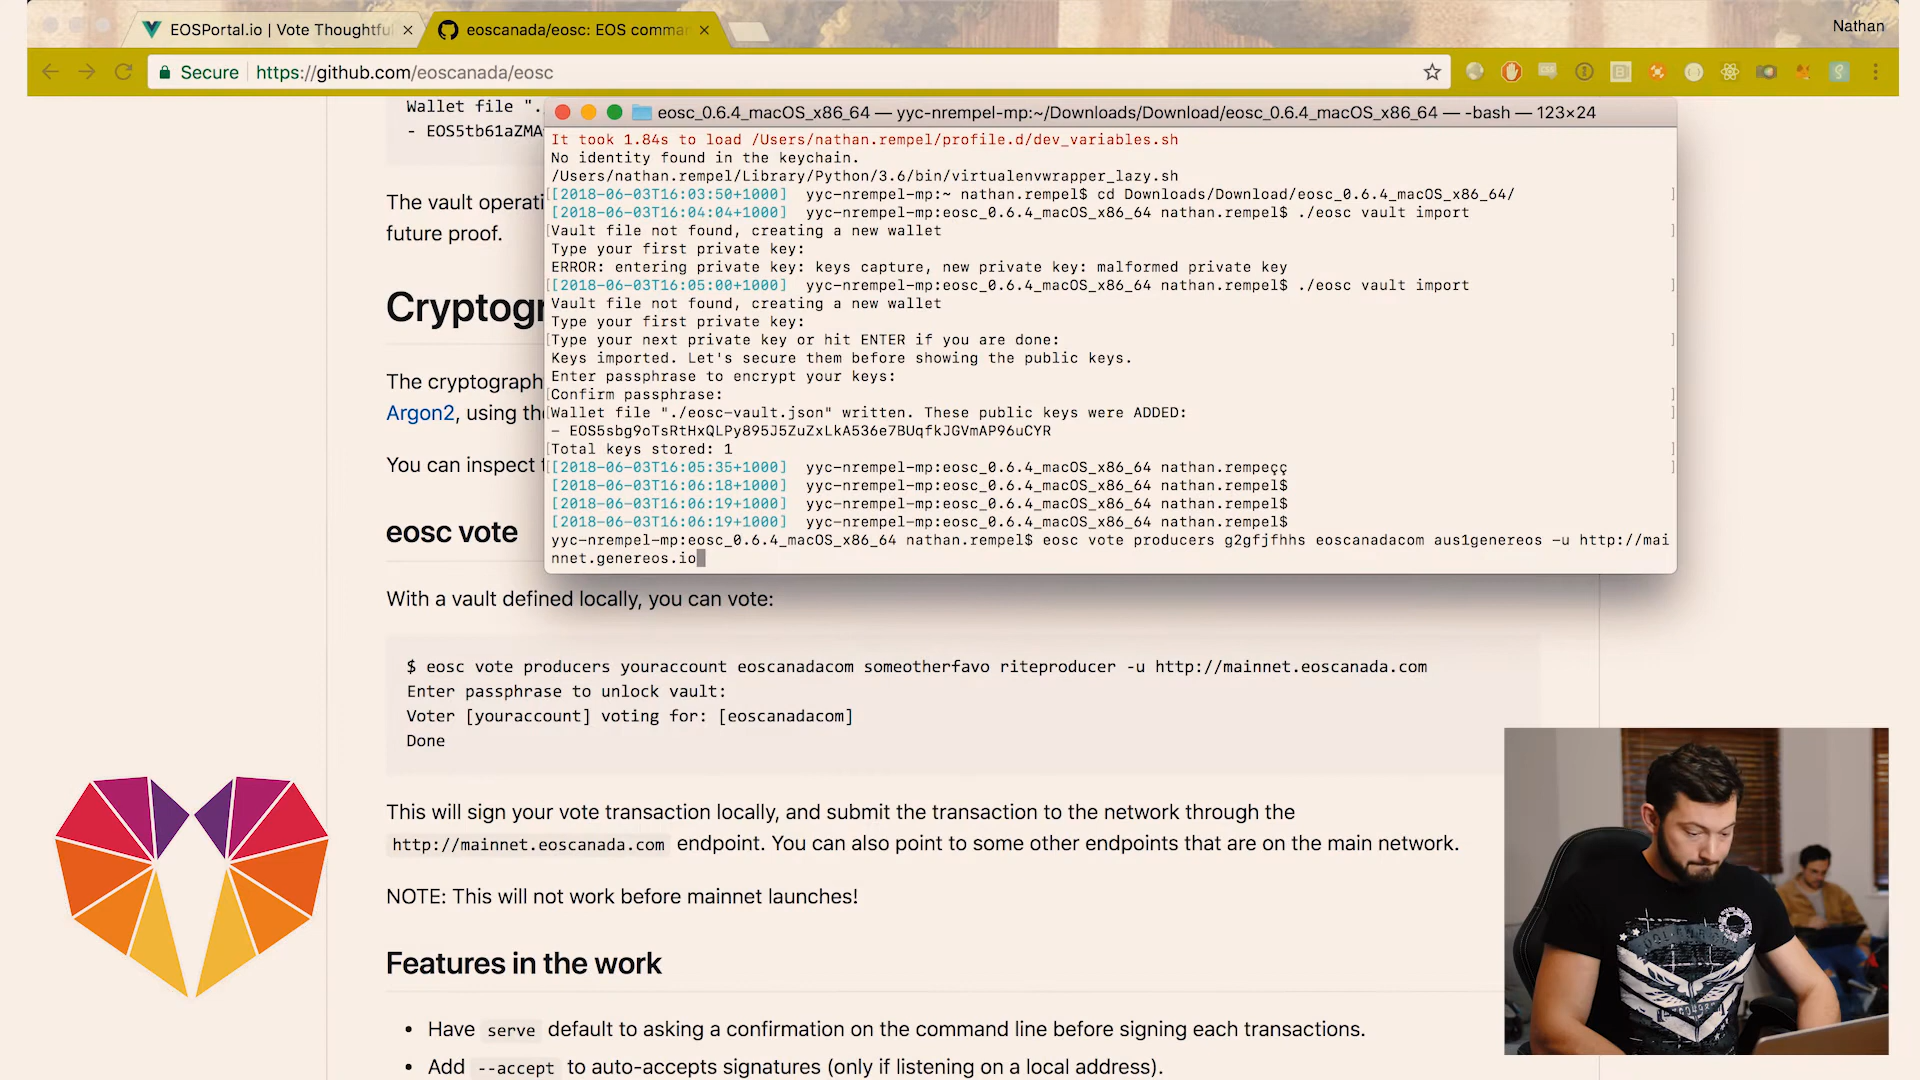 EOSPortal.io | Vote Thoughtful
eoscanada/eosc: EOS comma
Nathan
Secure
https://github.com/eoscanada/eosc
Wallet file ".
- EOS5tb61aZMA
The vault operati
future proof.
Cryptogr
The cryptograph
Argon2, using the
You can inspect t
eosc_0.6.4_macOS_x86_64 — yyc-nrempel-mp:~/Downloads/Download/eosc_0.6.4_macOS_x86_64 — -bash — 123×24
It took 1.84s to load /Users/nathan.rempel/profile.d/dev_variables.sh
No identity found in the keychain.
/Users/nathan.rempel/Library/Python/3.6/bin/virtualenvwrapper_lazy.sh
[[2018-06-03T16:03:50+1000] yyc-nrempel-mp:~ nathan.rempel$ cd Downloads/Download/eosc_0.6.4_macOS_x86_64/ ]
[[2018-06-03T16:04:04+1000] yyc-nrempel-mp:eosc_0.6.4_macOS_x86_64 nathan.rempel$ ./eosc vault import
[Vault file not found, creating a new wallet ]
Type your first private key:
ERROR: entering private key: keys capture, new private key: malformed private key
[[2018-06-03T16:05:00+1000] yyc-nrempel-mp:eosc_0.6.4_macOS_x86_64 nathan.rempel$ ./eosc vault import ]
Vault file not found, creating a new wallet
Type your first private key:
[Type your next private key or hit ENTER if you are done: ]
Keys imported. Let's secure them before showing the public keys.
Enter passphrase to encrypt your keys:
[Confirm passphrase: ]
[Wallet file "./eosc-vault.json" written. These public keys were ADDED: ]
- EOS5sbg9oTsRtHxQLPy895J5ZuZxLkA536e7BUqfkJGVmAP96uCYR
[Total keys stored: 1 ]
[[2018-06-03T16:05:35+1000] yyc-nrempel-mp:eosc_0.6.4_macOS_x86_64 nathan.rempeçç ]
[2018-06-03T16:06:18+1000] yyc-nrempel-mp:eosc_0.6.4_macOS_x86_64 nathan.rempel$
[2018-06-03T16:06:19+1000] yyc-nrempel-mp:eosc_0.6.4_macOS_x86_64 nathan.rempel$
[2018-06-03T16:06:19+1000] yyc-nrempel-mp:eosc_0.6.4_macOS_x86_64 nathan.rempel$
yyc-nrempel-mp:eosc_0.6.4_macOS_x86_64 nathan.rempel$ eosc vote producers g2gfjfhhs eoscanadacom aus1genereos -u http://mai
nnet.genereos.io
eosc vote
With a vault defined locally, you can vote:
$ eosc vote producers youraccount eoscanadacom someotherfavo riteproducer -u http://mainnet.eoscanada.com
Enter passphrase to unlock vault:
Voter [youraccount] voting for: [eoscanadacom]
Done
This will sign your vote transaction locally, and submit the transaction to the network through the
http://mainnet.eoscanada.com endpoint. You can also point to some other endpoints that are on the main network.
NOTE: This will not work before mainnet launches!
Features in the work
• Have serve default to asking a confirmation on the command line before signing each transactions.
• Add --accept to auto-accepts signatures (only if listening on a local address).